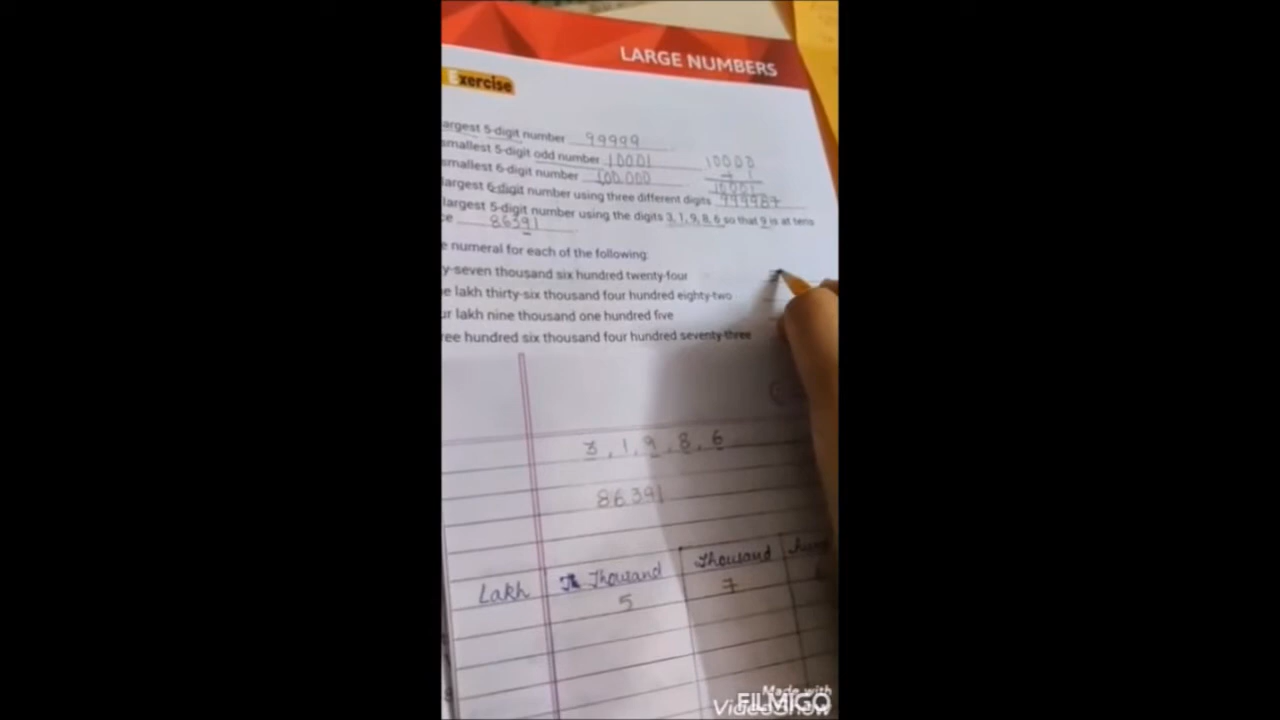 LARGE NUMBERS
Exercise
argest 5-digit number 99999
smallest 5-digit odd number 10001
10000
+ 1
10001
smallest 6-digit number 100,000
largest 6-digit number using three different digits 999987
largest 5-digit number using the digits 3, 1, 9, 8, 6 so that 9 is at tens
ce 86391
e numeral for each of the following:
y-seven thousand six hundred twenty-four
e lakh thirty-six thousand four hundred eighty-two
ur lakh nine thousand one hundred five
ree hundred six thousand four hundred seventy-three
3, 1, 9, 8, 6
86391
Lakh Thousand Thousand
5 7
Made with
VideoShow
FILMIGO